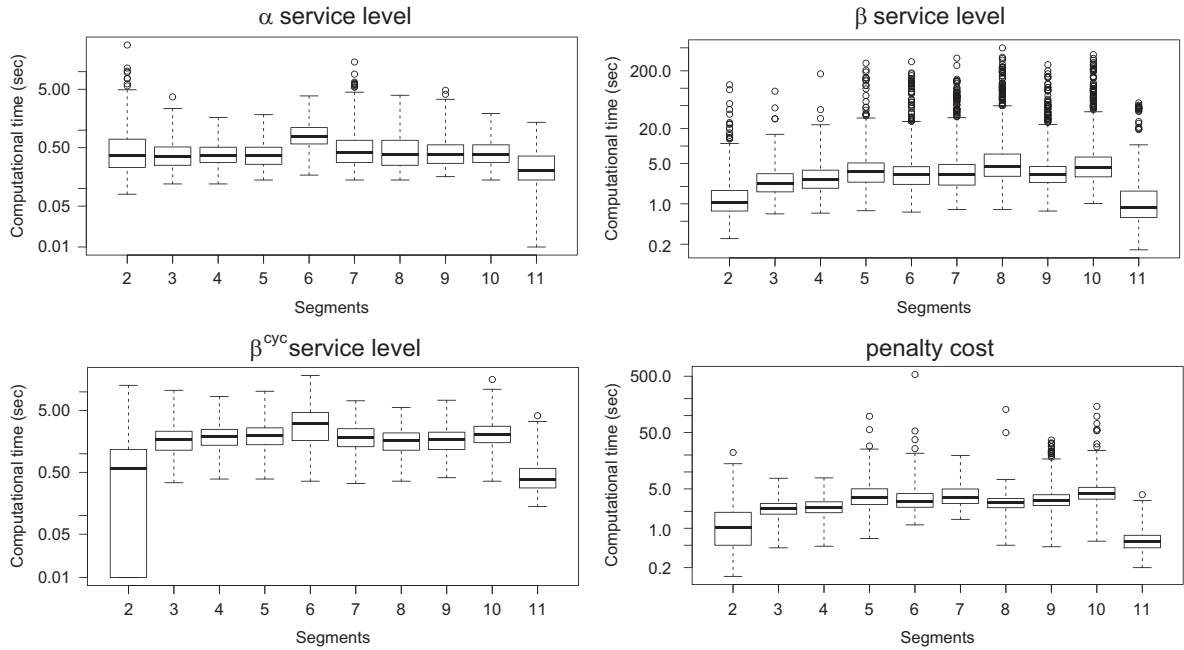 α service level
Computational time (sec)
5.00
0.50
0.05
0.01
2 3 4 5 6 7 8 9 10 11
Segments
β service level
Computational time (sec)
200.0
20.0
5.0
1.0
0.2
2 3 4 5 6 7 8 9 10 11
Segments
β^cyc service level
Computational time (sec)
5.00
0.50
0.05
0.01
2 3 4 5 6 7 8 9 10 11
Segments
penalty cost
Computational time (sec)
500.0
50.0
5.0
1.0
0.2
2 3 4 5 6 7 8 9 10 11
Segments